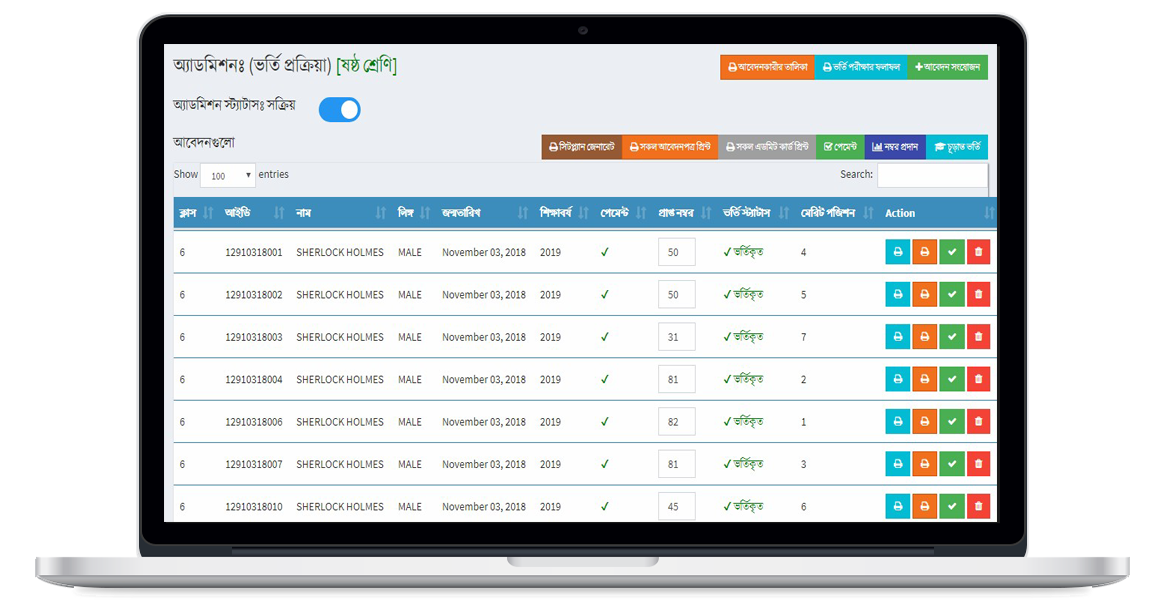 অ্যাডমিশনঃ (ভর্তি প্রক্রিয়া) [ষষ্ঠ শ্রেণি]
আবেদনকারীর তালিকা ভর্তি পরীক্ষার ফলাফল আবেদন সংযোজন
অ্যাডমিশন স্ট্যাটাসঃ সক্রিয়
আবেদনগুলো
সিটপ্ল্যান জেনারেট সকল আবেদনপত্র প্রিন্ট সকল এডমিট কার্ড প্রিন্ট পেমেন্ট নম্বর প্রদান চূড়ান্ত ভর্তি
Show 100 entries Search:
ক্লাস আইডি নাম লিঙ্গ জন্মতারিখ শিক্ষাবর্ষ পেমেন্ট প্রাপ্ত নম্বর ভর্তি স্ট্যাটাস মেরিট পজিশন Action
6 12910318001 SHERLOCK HOLMES MALE November 03, 2018 2019 ✓ 50 ✓ ভর্তিকৃত 4
6 12910318002 SHERLOCK HOLMES MALE November 03, 2018 2019 ✓ 50 ✓ ভর্তিকৃত 5
6 12910318003 SHERLOCK HOLMES MALE November 03, 2018 2019 ✓ 31 ✓ ভর্তিকৃত 7
6 12910318004 SHERLOCK HOLMES MALE November 03, 2018 2019 ✓ 81 ✓ ভর্তিকৃত 2
6 12910318006 SHERLOCK HOLMES MALE November 03, 2018 2019 ✓ 82 ✓ ভর্তিকৃত 1
6 12910318007 SHERLOCK HOLMES MALE November 03, 2018 2019 ✓ 81 ✓ ভর্তিকৃত 3
6 12910318010 SHERLOCK HOLMES MALE November 03, 2018 2019 ✓ 45 ✓ ভর্তিকৃত 6